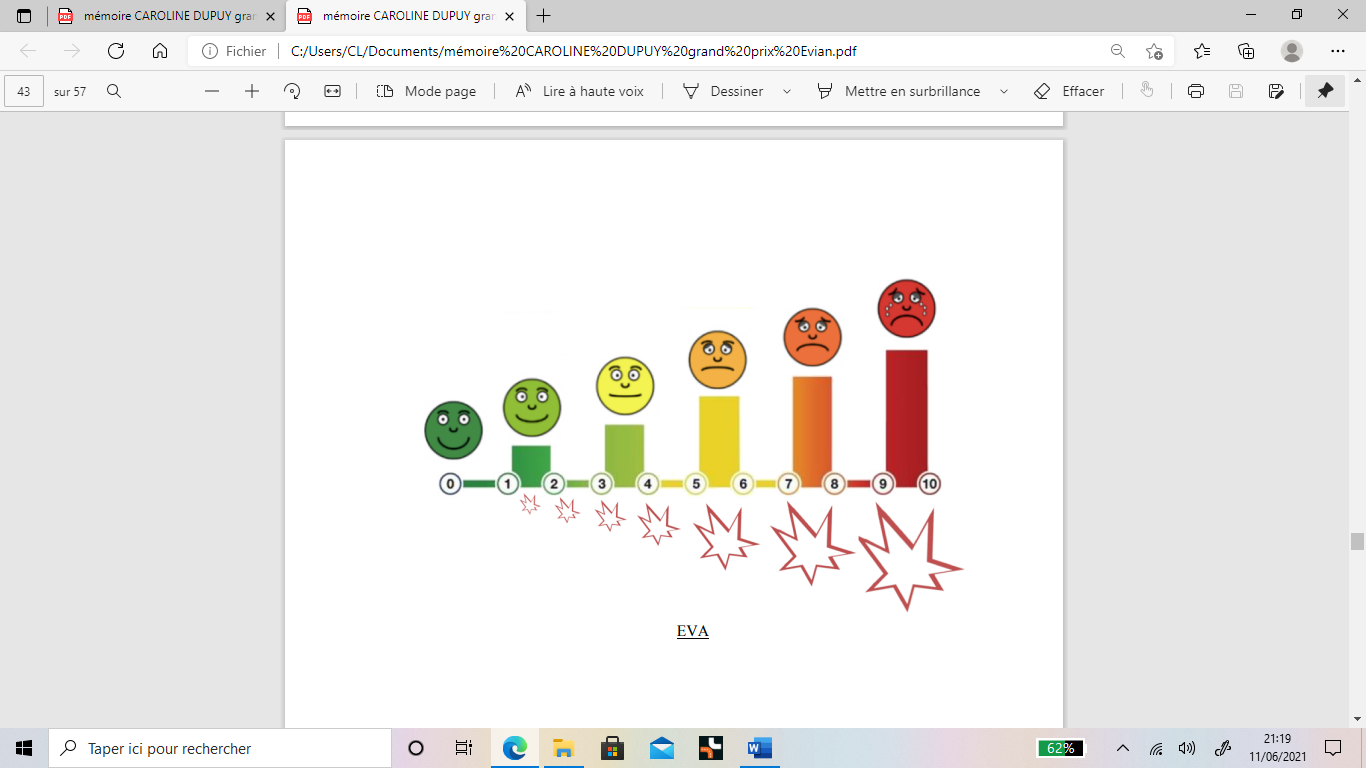 mémoire CAROLINE DUPUY gran
mémoire CAROLINE DUPUY gran
Fichier
C:/Users/CL/Documents/mémoire%20CAROLINE%20DUPUY%20grand%20prix%20Evian.pdf
43 sur 57
Mode page
Lire à haute voix
Dessiner
Mettre en surbrillance
Effacer
0 1 2 3 4 5 6 7 8 9 10
EVA
Taper ici pour rechercher
62%
21:19
11/06/2021